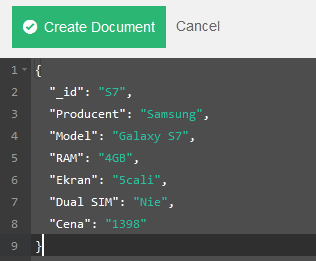 Create Document Cancel
1 {
2 "_id": "S7",
3 "Producent": "Samsung",
4 "Model": "Galaxy S7",
5 "RAM": "4GB",
6 "Ekran": "5cali",
7 "Dual SIM": "Nie",
8 "Cena": "1398"
9 }